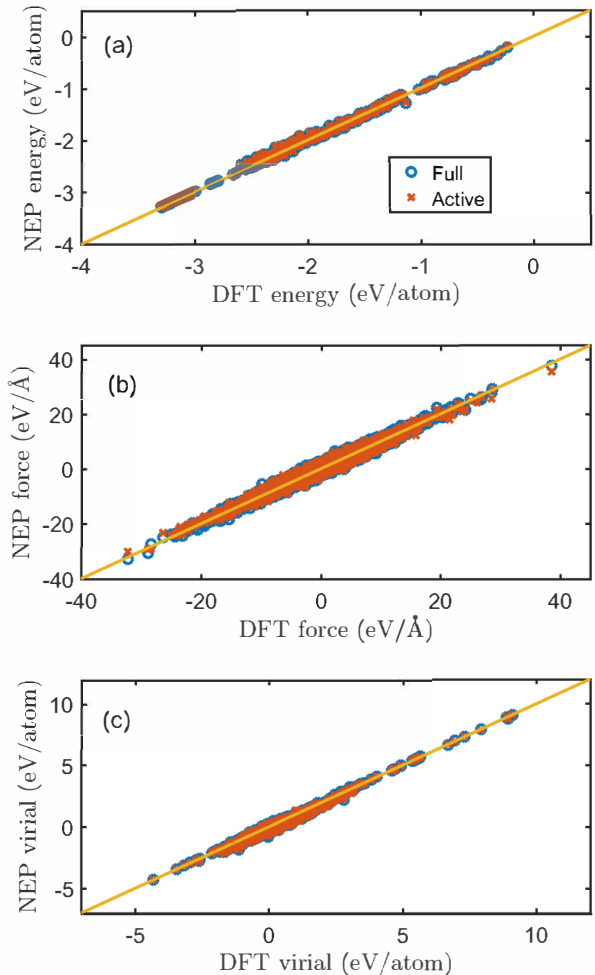 (a)
0
-1
-2
-3
-4
NEP energy (eV/atom)
Full
Active
-4 -3 -2 -1 0
DFT energy (eV/atom)
(b)
40
20
0
-20
-40
NEP force (eV/Å)
-40 -20 0 20 40
DFT force (eV/Å)
(c)
10
5
0
-5
NEP virial (eV/atom)
-5 0 5 10
DFT virial (eV/atom)